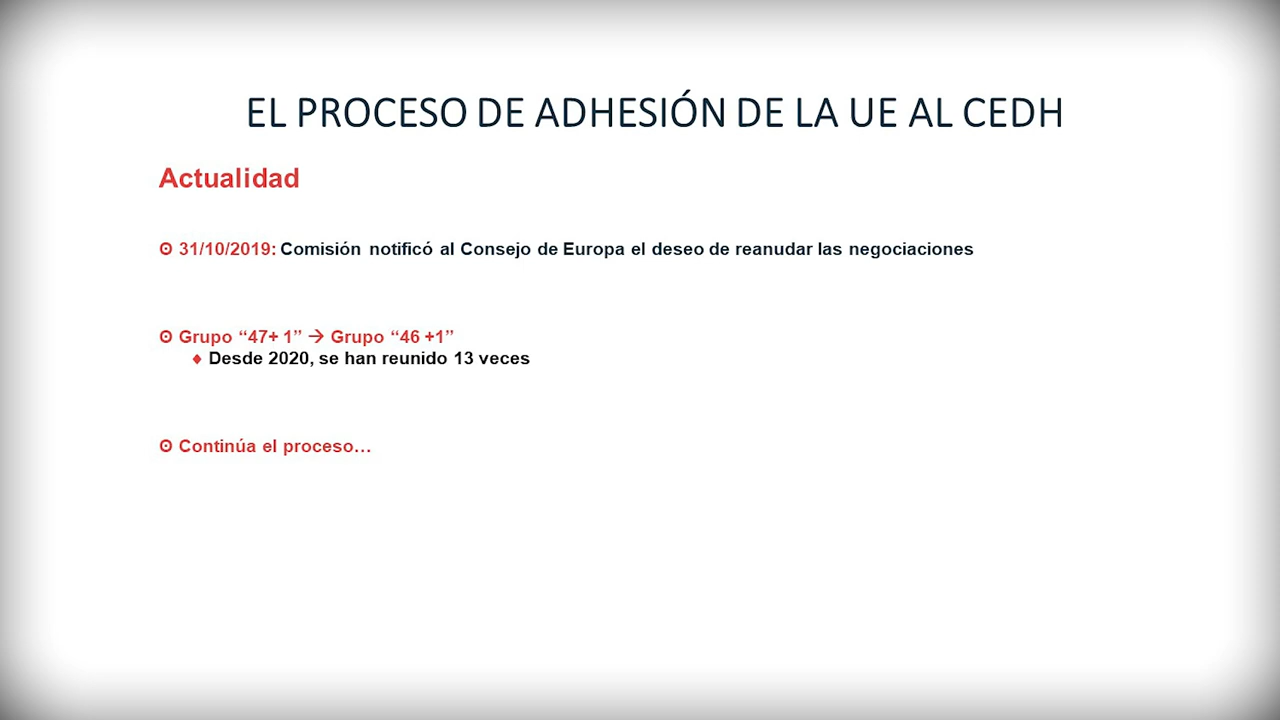 EL PROCESO DE ADHESIÓN DE LA UE AL CEDH
Actualidad
31/10/2019: Comisión notificó al Consejo de Europa el deseo de reanudar las negociaciones
Grupo “47+ 1” → Grupo “46 +1”
♦ Desde 2020, se han reunido 13 veces
Continúa el proceso…